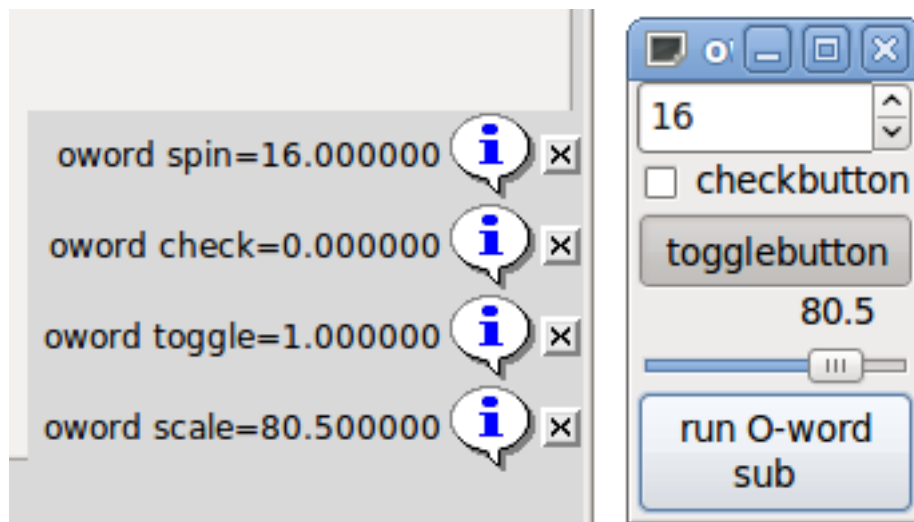 oword spin=16.000000
oword check=0.000000
oword toggle=1.000000
oword scale=80.500000
16
checkbutton
togglebutton
80.5
run O-word
sub